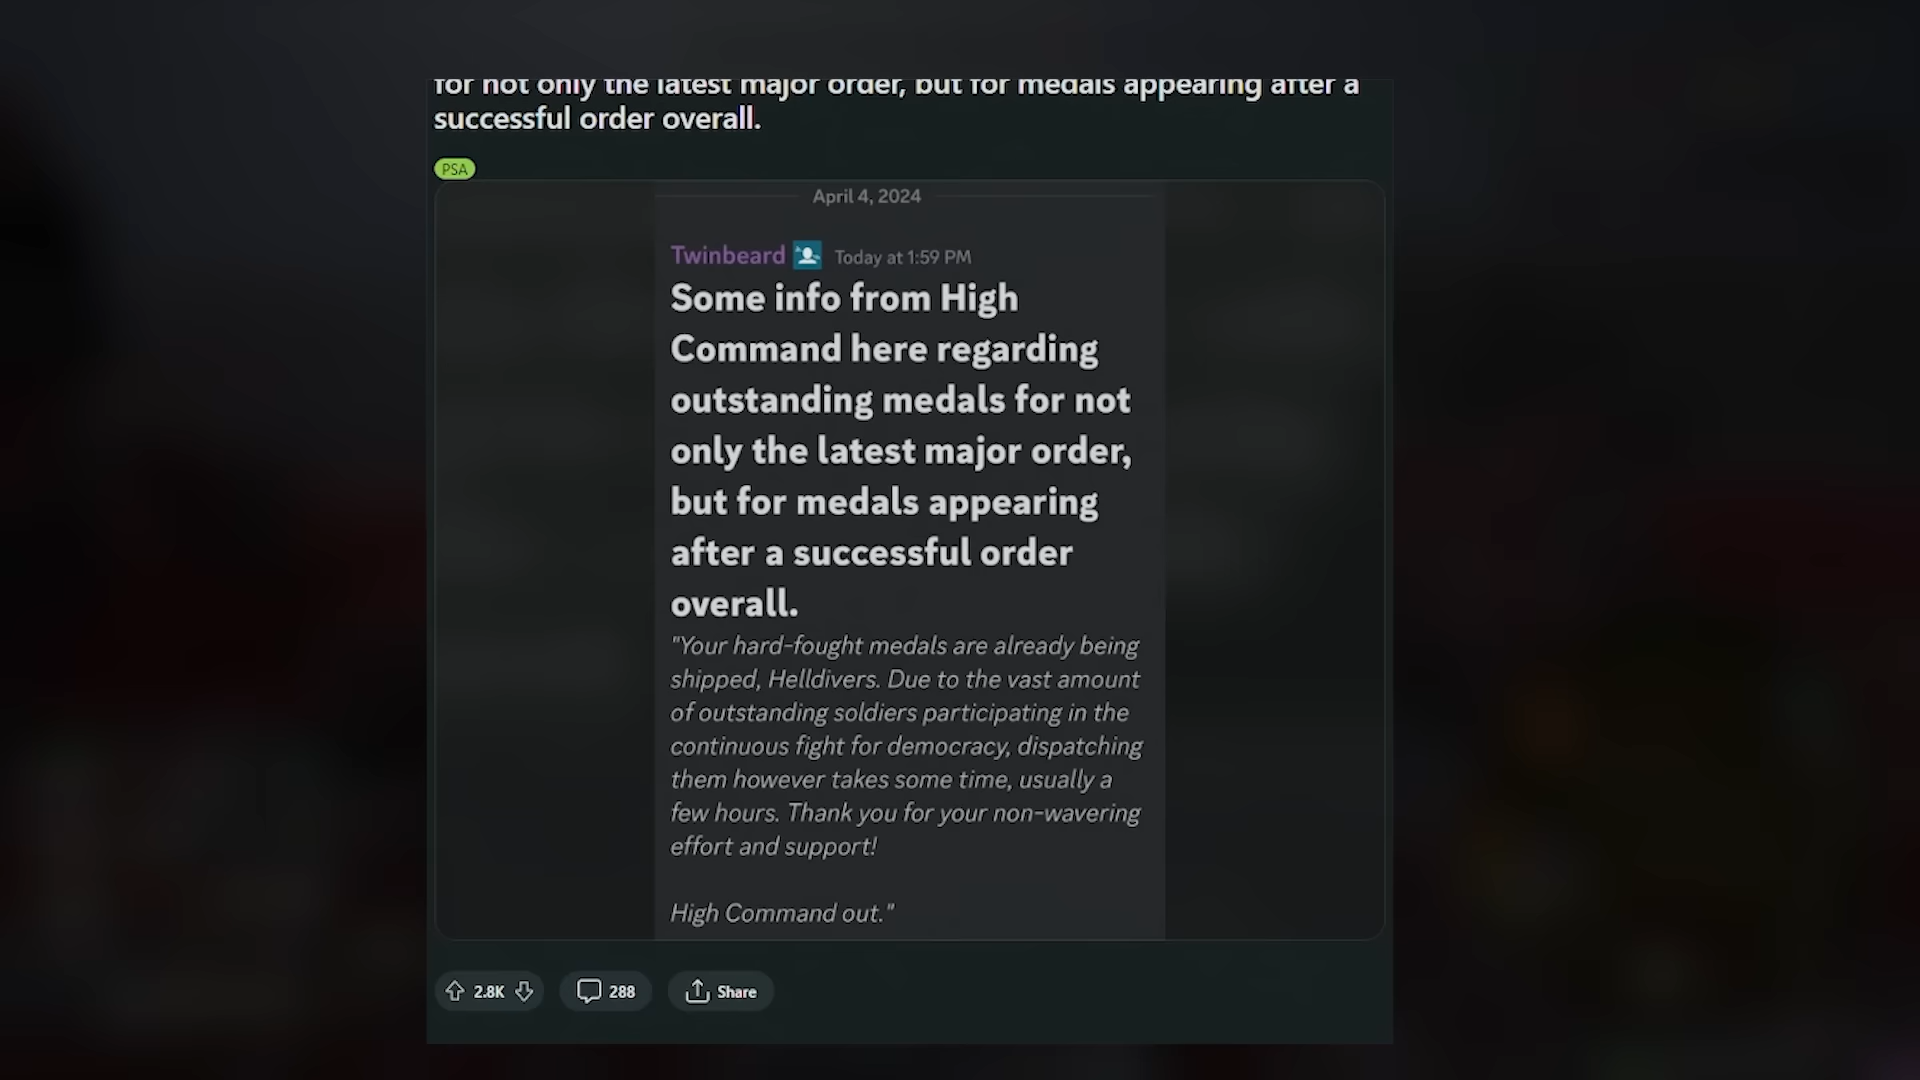 for not only the latest major order, but for medals appearing after a
successful order overall.
PSA
April 4, 2024
Twinbeard Today at 1:59 PM
Some info from High
Command here regarding
outstanding medals for not
only the latest major order,
but for medals appearing
after a successful order
overall.
"Your hard-fought medals are already being
shipped, Helldivers. Due to the vast amount
of outstanding soldiers participating in the
continuous fight for democracy, dispatching
them however takes some time, usually a
few hours. Thank you for your non-wavering
effort and support!
High Command out."
2.8K 288 Share